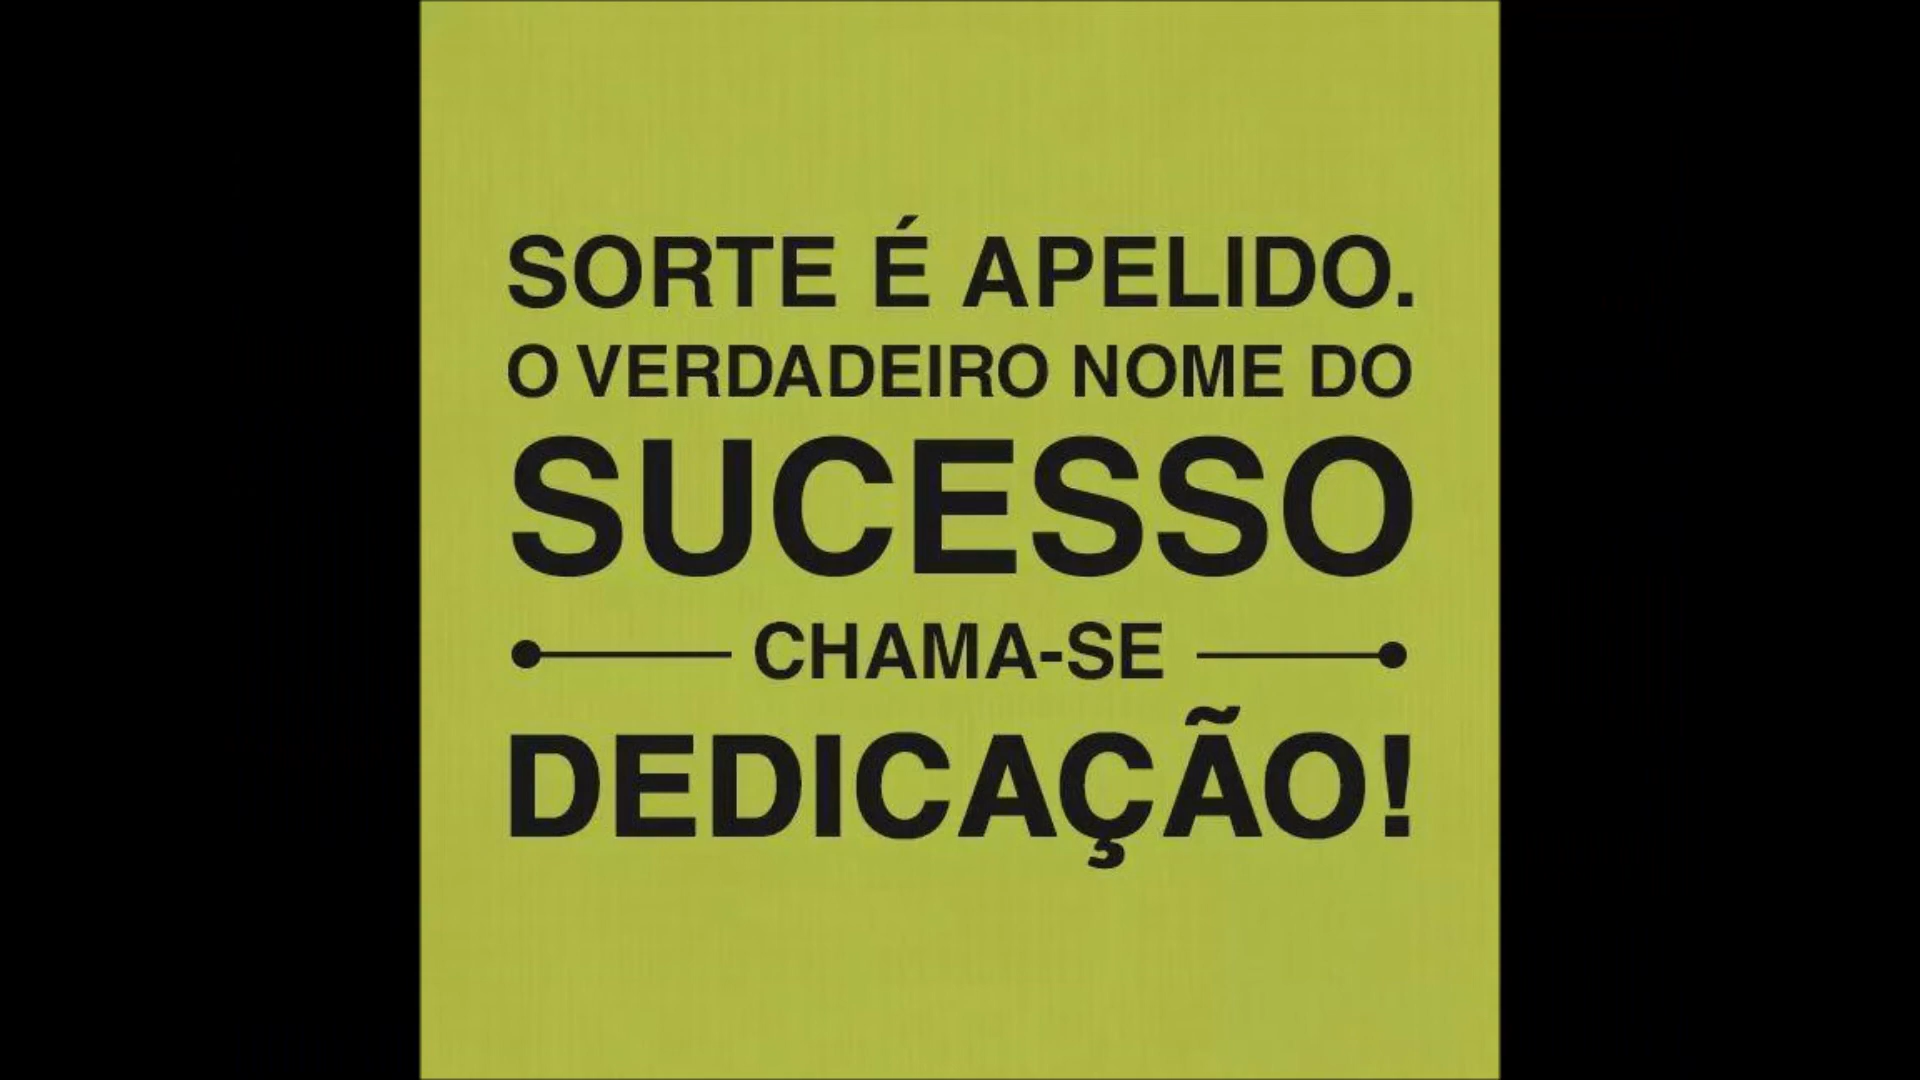 SORTE É APELIDO.
O VERDADEIRO NOME DO
SUCESSO
CHAMA-SE
DEDICAÇÃO!